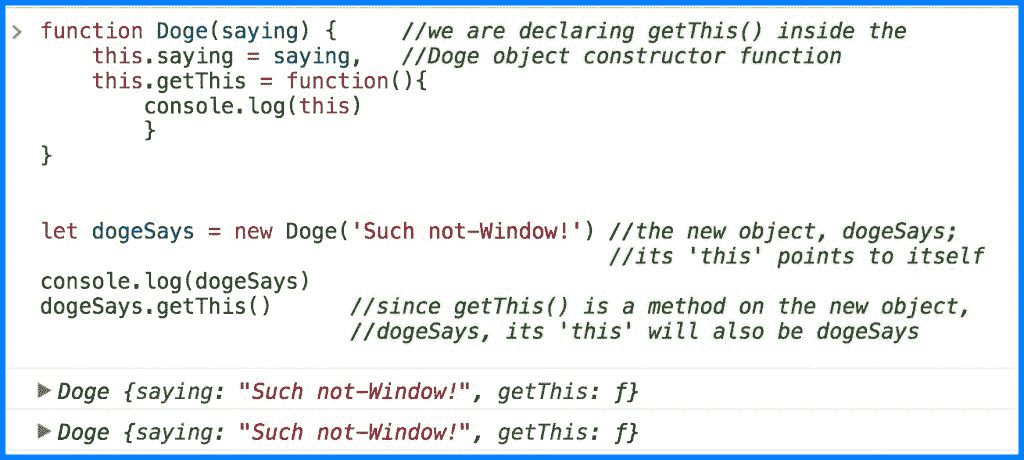 > function Doge(saying) {     //we are declaring getThis() inside the
    this.saying = saying,   //Doge object constructor function
    this.getThis = function(){
        console.log(this)
        }
}
let dogeSays = new Doge('Such not-Window!') //the new object, dogeSays;
                                            //its 'this' points to itself
console.log(dogeSays)
dogeSays.getThis()      //since getThis() is a method on the new object,
                        //dogeSays, its 'this' will also be dogeSays
▶ Doge {saying: "Such not-Window!", getThis: ƒ}
▶ Doge {saying: "Such not-Window!", getThis: ƒ}